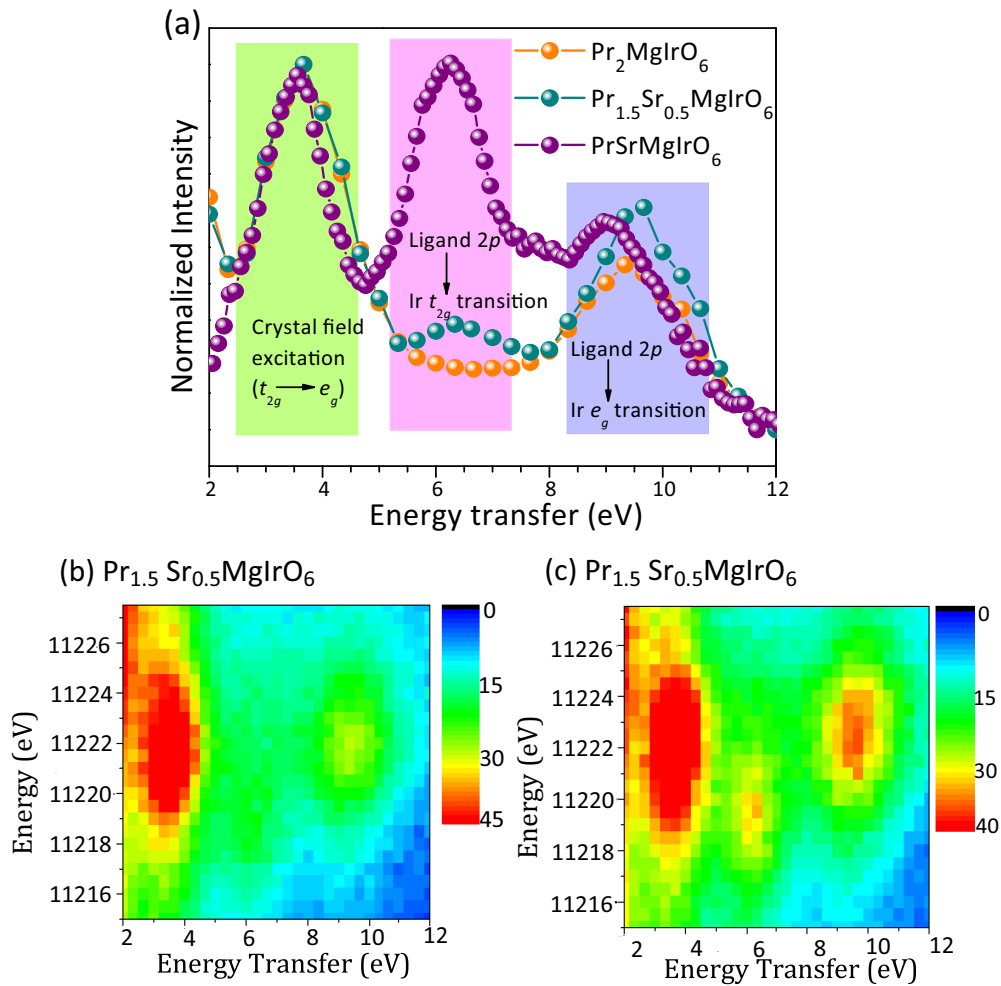 (a)
Normalized Intensity
Pr₂MgIrO₆
Pr₁.₅Sr₀.₅MgIrO₆
PrSrMgIrO₆
Crystal field
excitation
(t₂g → eg)
Ligand 2p
Ir t₂g transition
Ligand 2p
Ir eg transition
2 4 6 8 10 12
Energy transfer (eV)
(b) Pr₁.₅ Sr₀.₅MgIrO₆
Energy (eV)
11226
11224
11222
11220
11218
11216
2 4 6 8 10 12
Energy Transfer (eV)
0
15
30
45
(c) Pr₁.₅ Sr₀.₅MgIrO₆
Energy (eV)
11226
11224
11222
11220
11218
11216
2 4 6 8 10 12
Energy Transfer (eV)
0
15
30
40